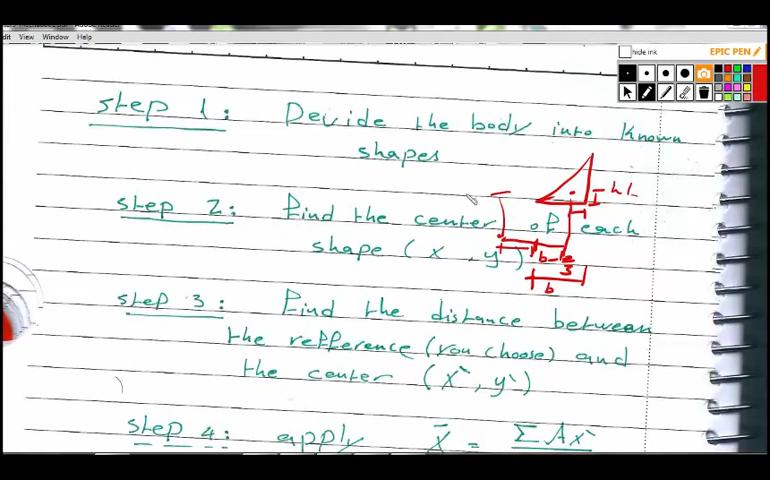 View Window Help
hide ink
EPIC PEN
step 1: Devide the body into known
shapes
step 2: find the center of each
shape ( x , y )
h/
b-b/3
b
step 3: Find the distance between
the refference (you choose) and
the center ( x` , y` )
step 4: apply X̄ = ΣAx`